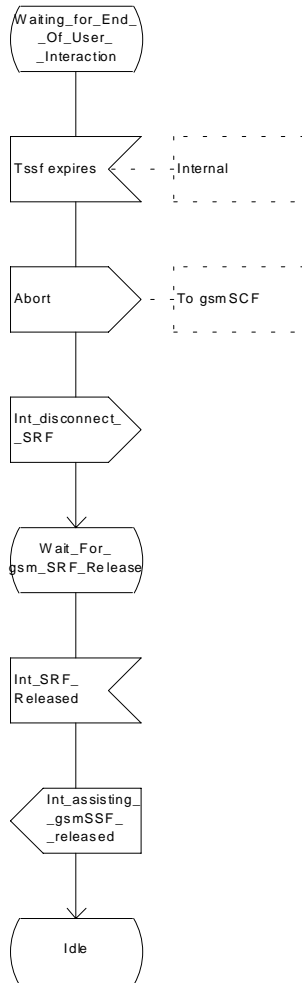 Waiting_for_End_
_Of_User_
_Interaction
Tssf expires
Internal
Abort
To gsmSCF
Int_disconnect_
_SRF
Wait_For_
gsm_SRF_Release
Int_SRF_
Released
Int_assisting_
_gsmSSF_
_released
Idle